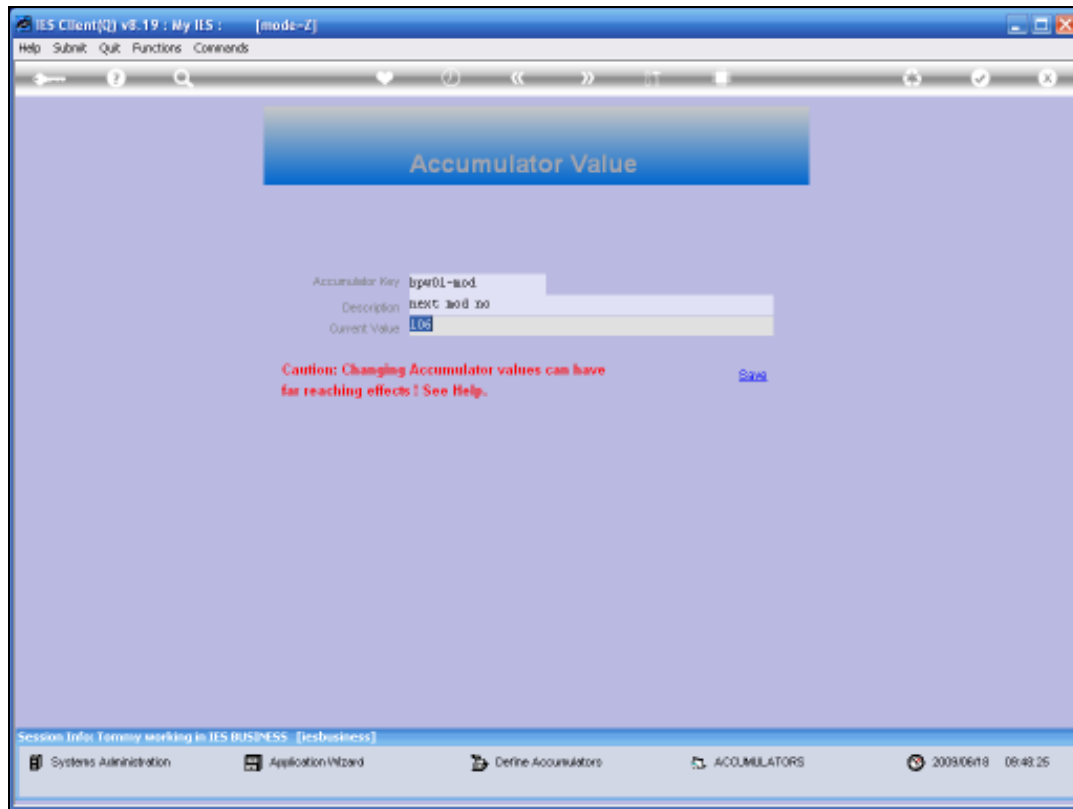 IES Client(Q) v8.19 : My IES : [mode=Z]
Help Submit Quit Functions Commands
Accumulator Value
Accumulator Key bpw01-mod
Description next mod no
Current Value 106
Caution: Changing Accumulator values can have
far reaching effects ! See Help.
Save
Session Info: Tommy working in IES BUSINESS [iesbusiness]
Systems Administration Application Wizard Define Accumulators ACCUMULATORS 2009/06/18 09:48:25